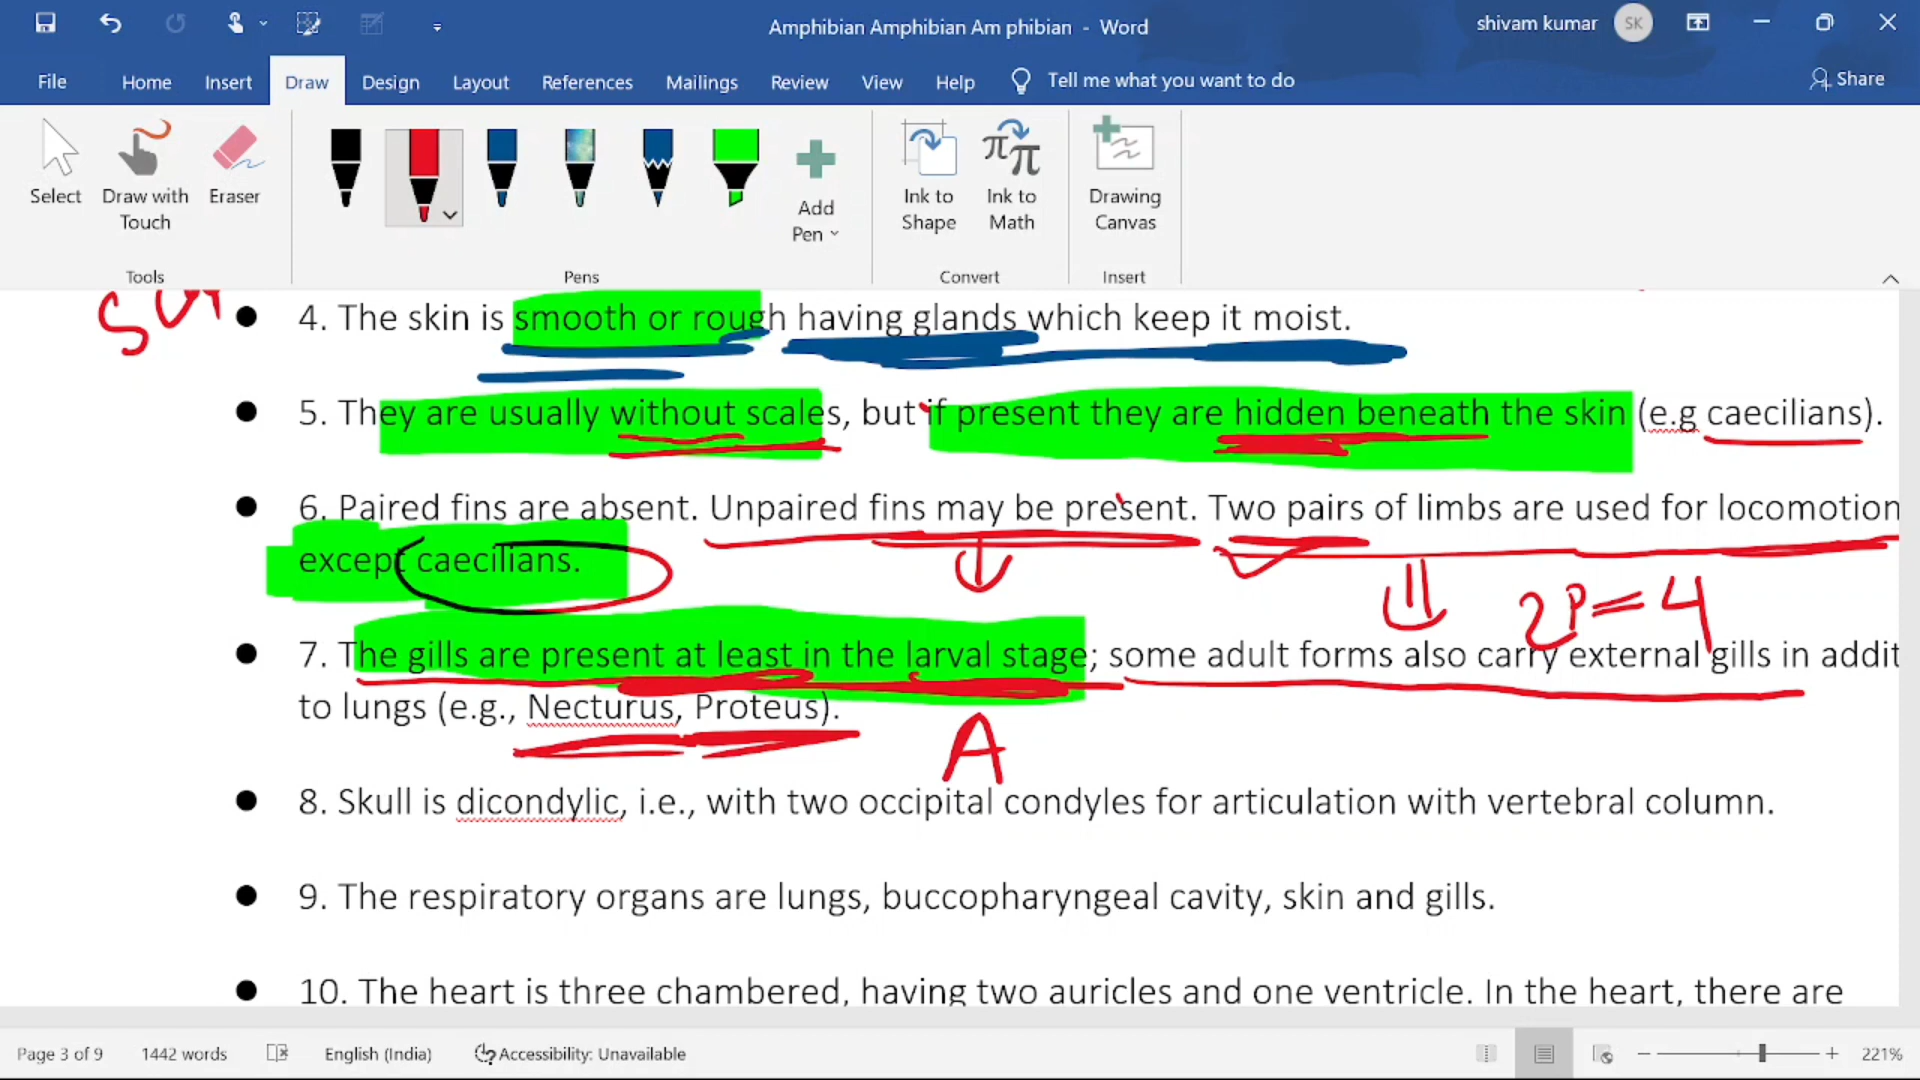 Amphibian Amphibian Am phibian - Word
shivam kumar
SK
File Home Insert Draw Design Layout References Mailings Review View Help Tell me what you want to do Share
Select
Draw with Touch
Eraser
Add Pen
Ink to Shape
Ink to Math
Drawing Canvas
Tools Pens Convert Insert
4. The skin is smooth or rough having glands which keep it moist.
5. They are usually without scales, but if present they are hidden beneath the skin (e.g caecilians).
6. Paired fins are absent. Unpaired fins may be present. Two pairs of limbs are used for locomotion
except caecilians.
2P=4
7. The gills are present at least in the larval stage; some adult forms also carry external gills in addit
to lungs (e.g., Necturus, Proteus).
A
8. Skull is dicondylic, i.e., with two occipital condyles for articulation with vertebral column.
9. The respiratory organs are lungs, buccopharyngeal cavity, skin and gills.
10. The heart is three chambered, having two auricles and one ventricle. In the heart, there are
Page 3 of 9 1442 words English (India) Accessibility: Unavailable 221%